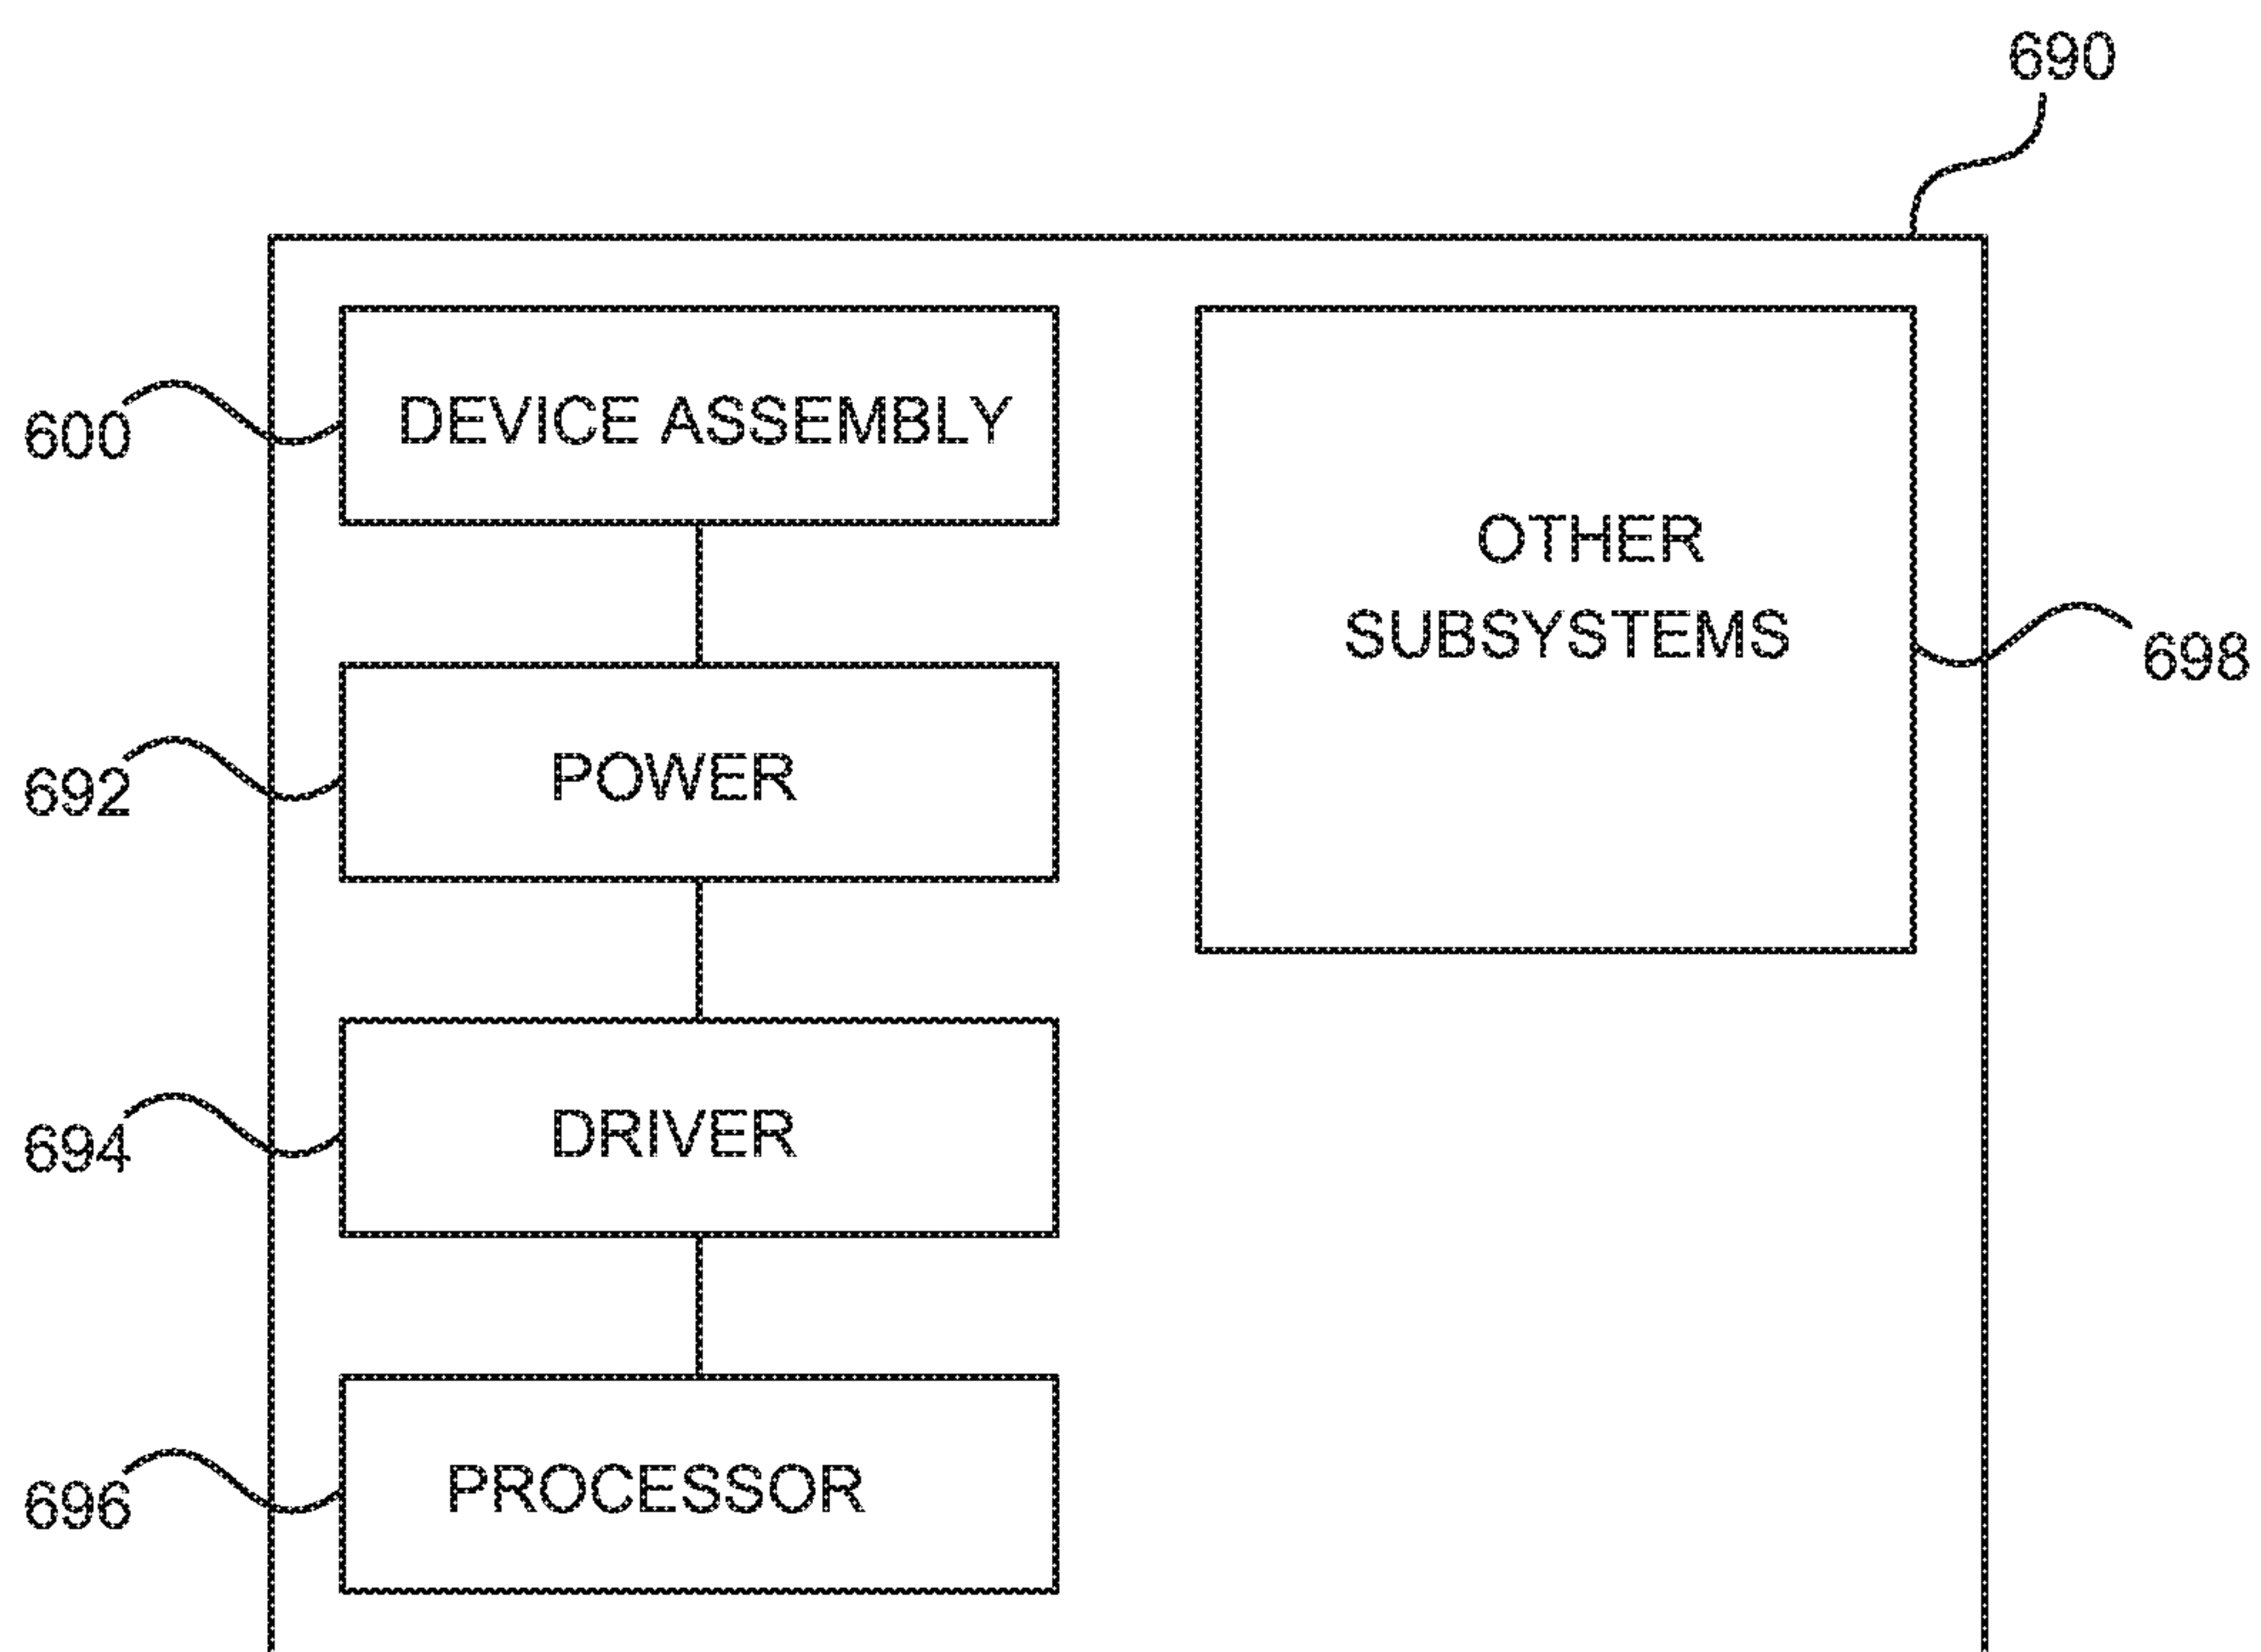 690
600
DEVICE ASSEMBLY
OTHER
SUBSYSTEMS
698
692
POWER
694
DRIVER
696
PROCESSOR